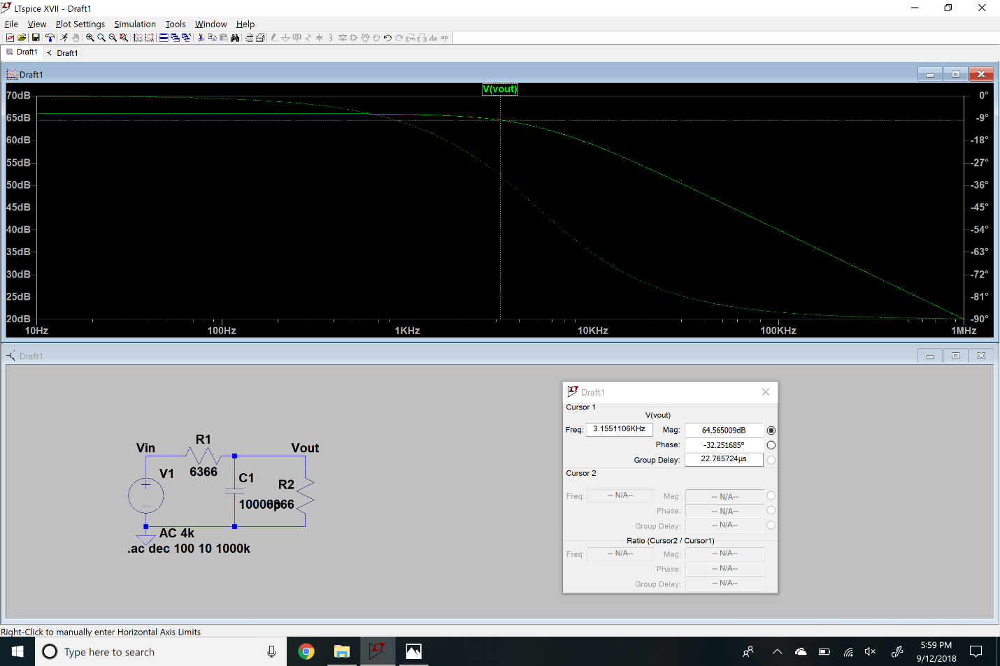 LTspice XVII - Draft1
File View Plot Settings Simulation Tools Window Help
Draft1 Draft1
Draft1
V(vout)
70dB 0°
65dB -9°
60dB -18°
55dB -27°
50dB -36°
45dB -45°
40dB -54°
35dB -63°
30dB -72°
25dB -81°
20dB -90°
10Hz 100Hz 1KHz 10KHz 100KHz 1MHz
Draft1
Vin R1 Vout
6366
V1 C1 R2
AC 4k
.ac dec 100 10 1000k
Draft1
Cursor 1
V(vout)
Freq: 3.1551106KHz Mag: 64.565009dB
Phase: -32.251685°
Group Delay: 22.765724µs
Cursor 2
Freq: -- N/A-- Mag: -- N/A--
Phase: -- N/A--
Group Delay: -- N/A--
Ratio (Cursor2 / Cursor1)
Freq: -- N/A-- Mag: -- N/A--
Phase: -- N/A--
Group Delay: -- N/A--
Right-Click to manually enter Horizontal Axis Limits
Type here to search
5:59 PM
9/12/2018